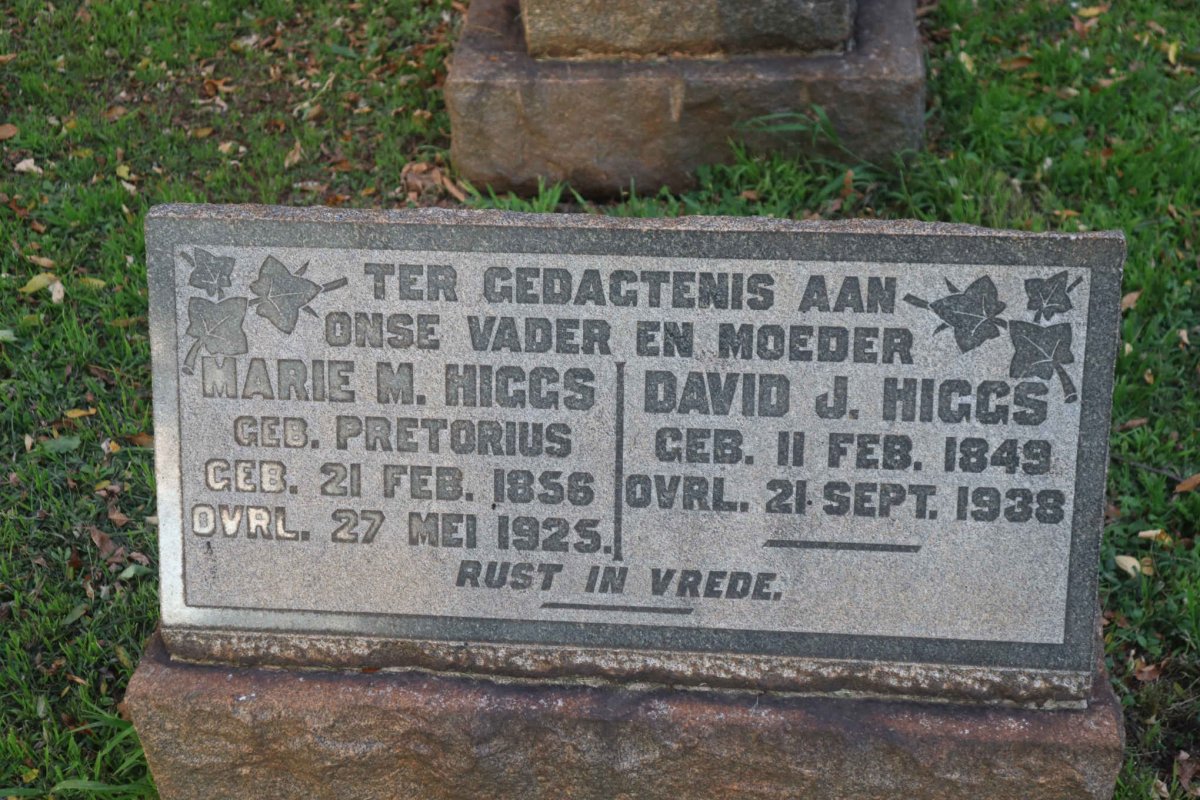 TER GEDAGTENIS AAN
ONSE VADER EN MOEDER
MARIE M. HIGGS
GEB. PRETORIUS
GEB. 21 FEB. 1856
OVRL. 27 MEI 1925.
DAVID J. HIGGS
GEB. 11 FEB. 1849
OVRL. 21 SEPT. 1938
RUST IN VREDE.